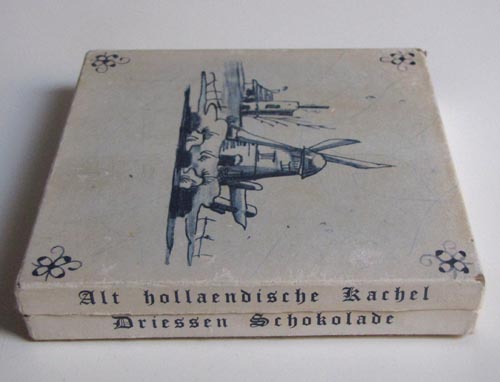 Alt hollaendische Kachel
Driessen Schokolade